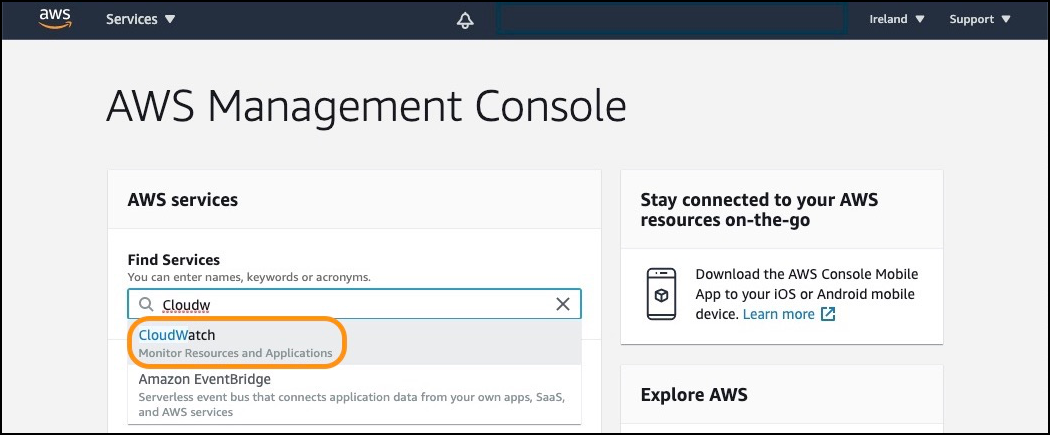 aws Services Ireland Support
AWS Management Console
AWS services
Find Services
You can enter names, keywords or acronyms.
Cloudw
CloudWatch
Monitor Resources and Applications
Amazon EventBridge
Serverless event bus that connects application data from your own apps, SaaS,
and AWS services
Stay connected to your AWS
resources on-the-go
Download the AWS Console Mobile
App to your iOS or Android mobile
device. Learn more
Explore AWS